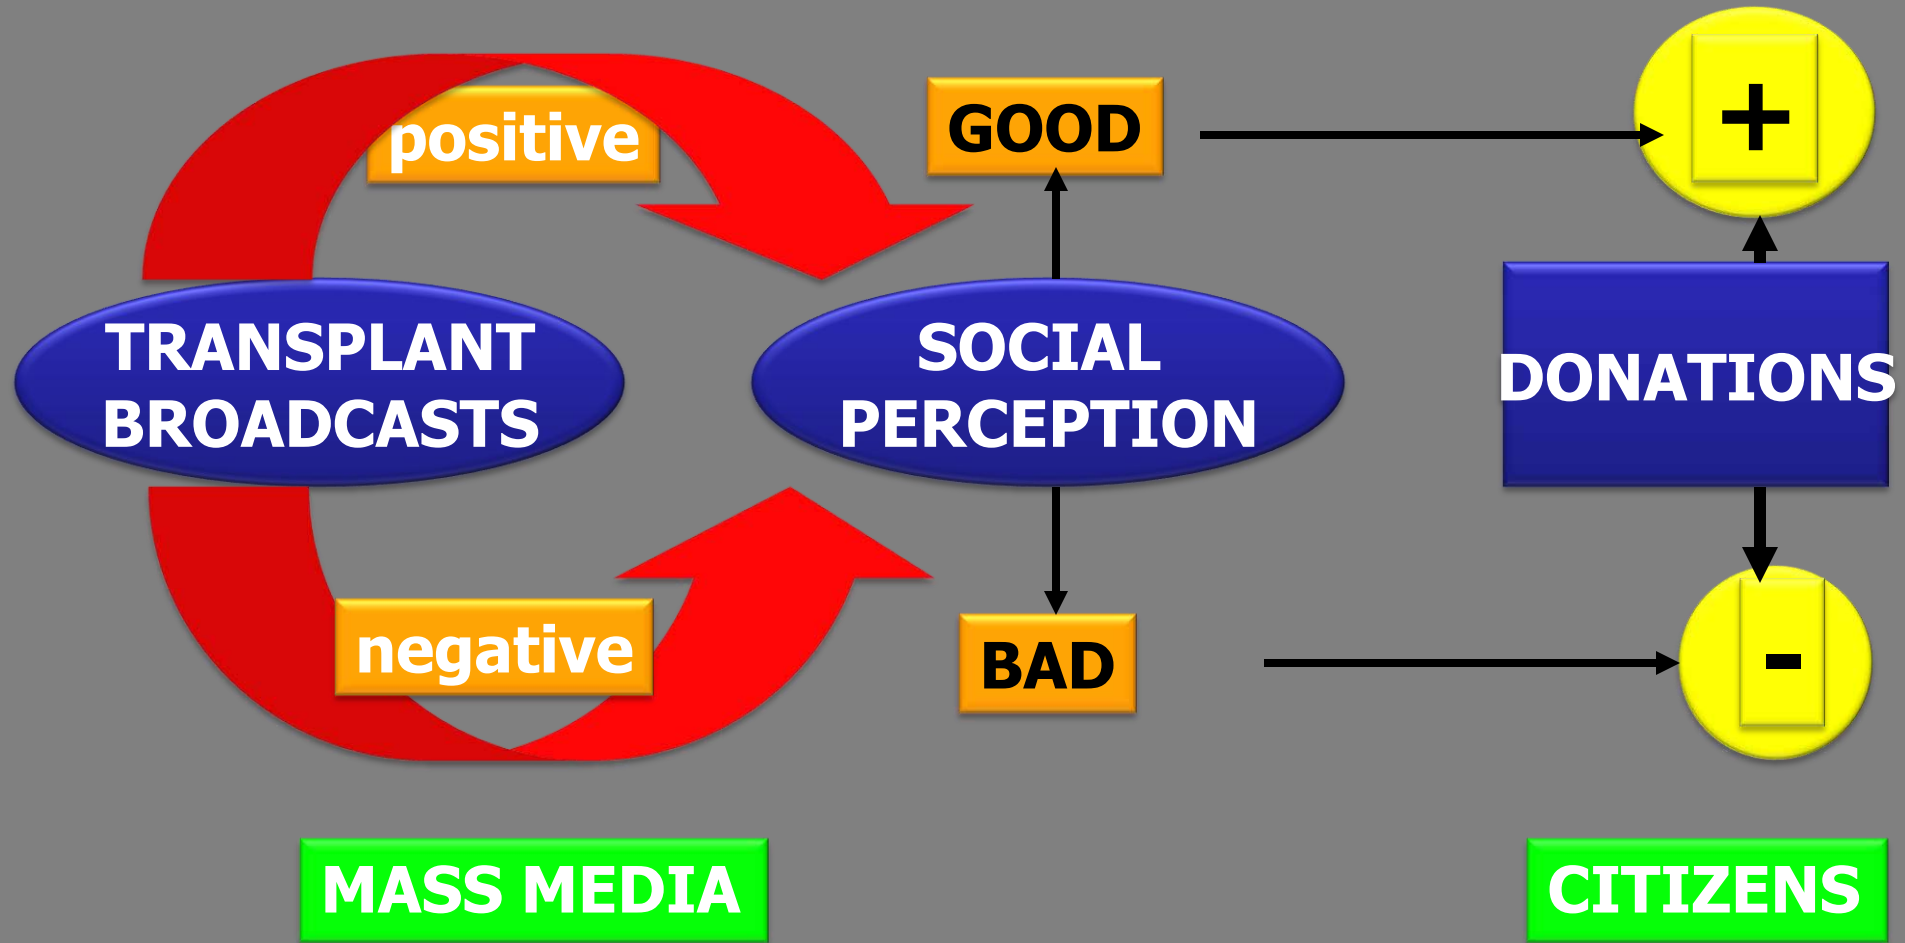 positive
GOOD
+
TRANSPLANT
BROADCASTS
SOCIAL
PERCEPTION
DONATIONS
negative
BAD
-
MASS MEDIA
CITIZENS